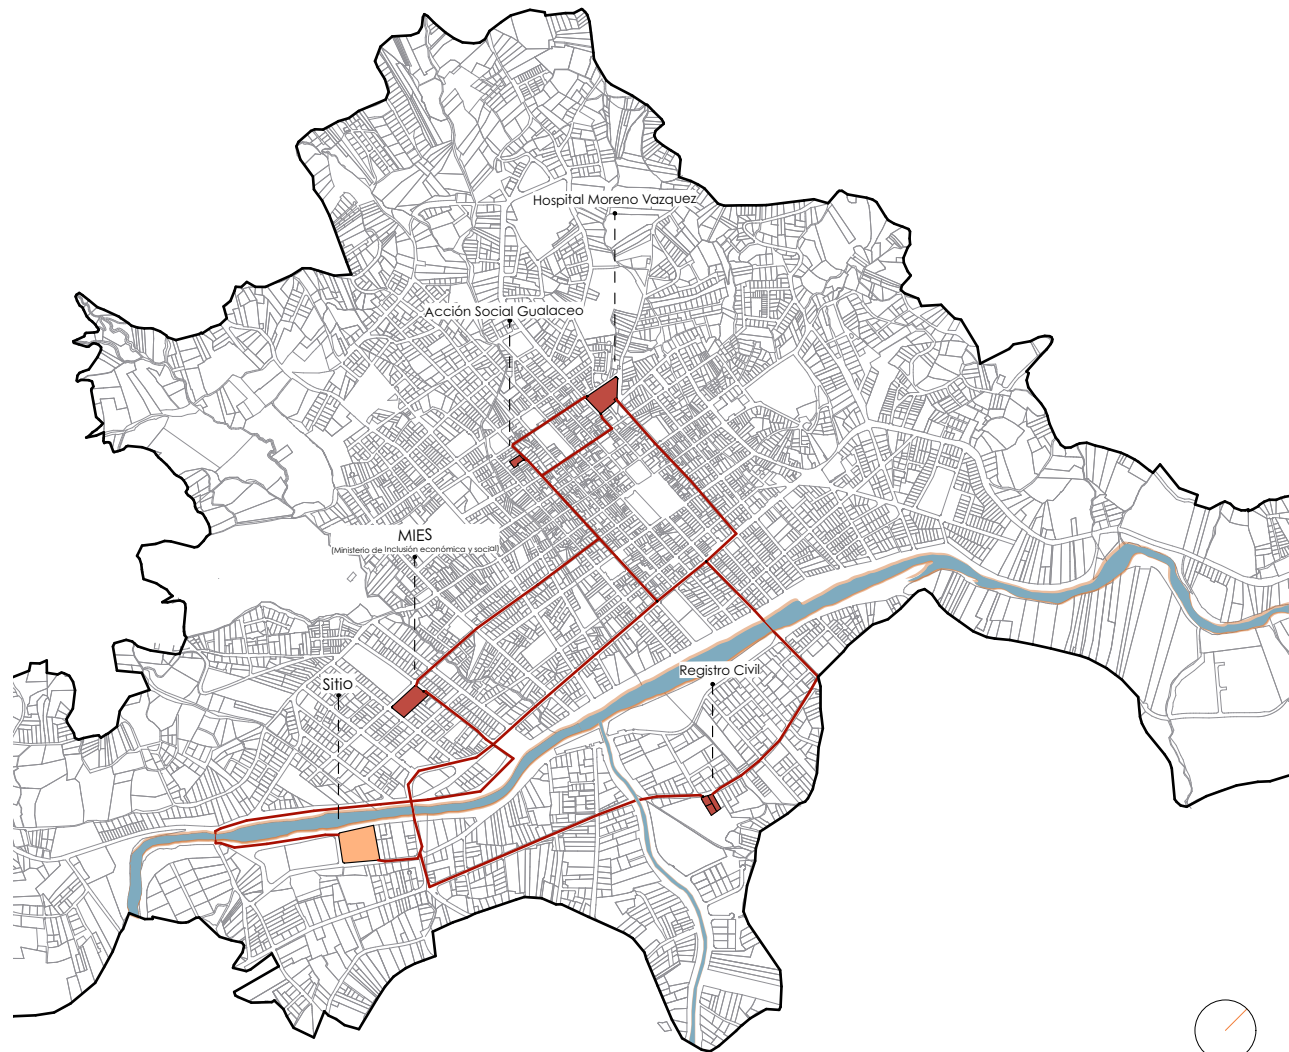 Hospital Moreno Vazquez
Acción Social Gualaceo
MIES
(Ministerio de Inclusión económica y social)
Registro Civil
Sitio